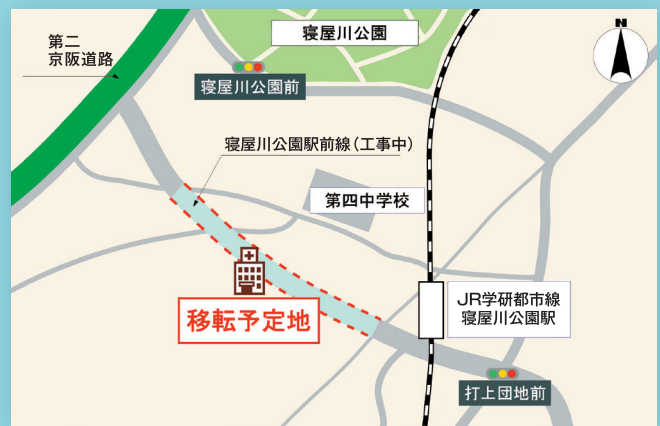 寝屋川公園
N
第二
京阪道路
寝屋川公園前
寝屋川公園駅前線（工事中）
第四中学校
JR学研都市線
寝屋川公園駅
移転予定地
打上団地前